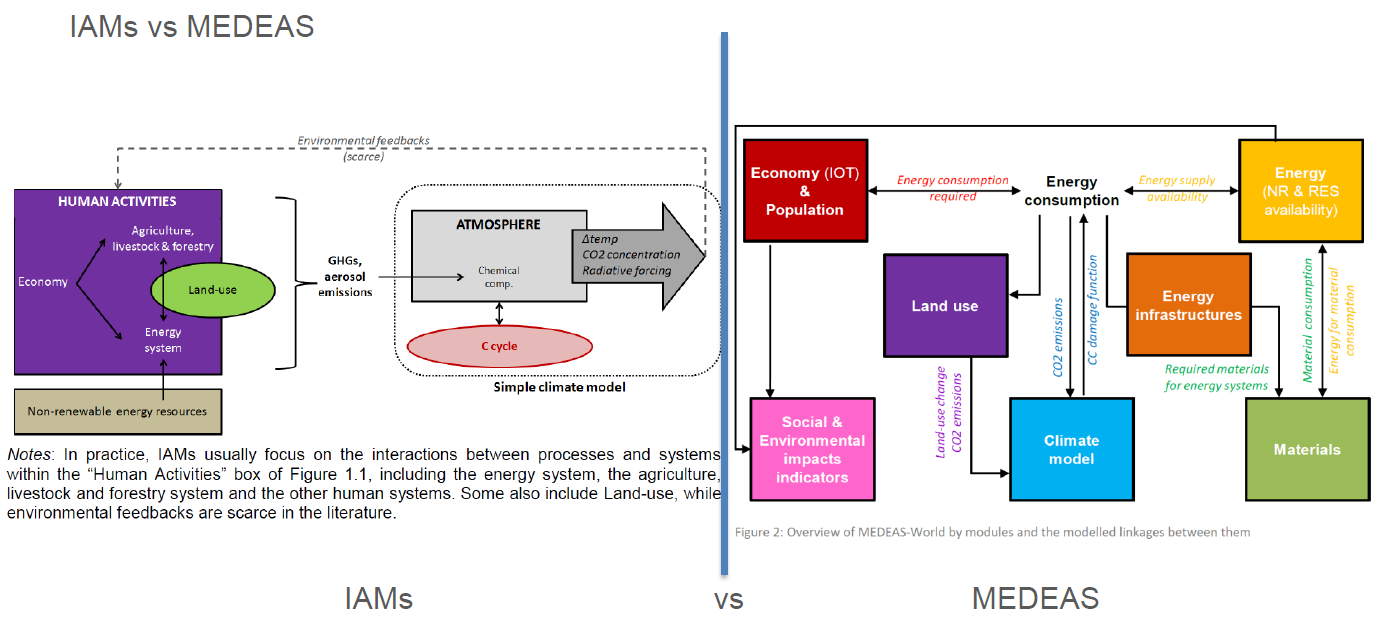 IAMs vs MEDEAS
Environmental feedbacks
(scarce)
HUMAN ACTIVITIES
Agriculture,
livestock & forestry
Economy
Land-use
Energy
system
Non-renewable energy resources
GHGs,
aerosol
emissions
ATMOSPHERE
Chemical
comp.
Δtemp
CO2 concentration
Radiative forcing
C cycle
Simple climate model
Notes: In practice, IAMs usually focus on the interactions between processes and systems
within the “Human Activities” box of Figure 1.1, including the energy system, the agriculture,
livestock and forestry system and the other human systems. Some also include Land-use, while
environmental feedbacks are scarce in the literature.
Economy (IOT)
&
Population
Energy consumption
required
Energy
consumption
Energy supply
availability
Energy
(NR & RES
availability)
Land use
CO2 emissions
CC damage function
Energy
infrastructures
Material consumption
Energy for material
consumption
Required materials
for energy systems
Land-use change
CO2 emissions
Social &
Environmental
impacts
indicators
Climate
model
Materials
Figure 2: Overview of MEDEAS-World by modules and the modelled linkages between them
IAMs vs MEDEAS